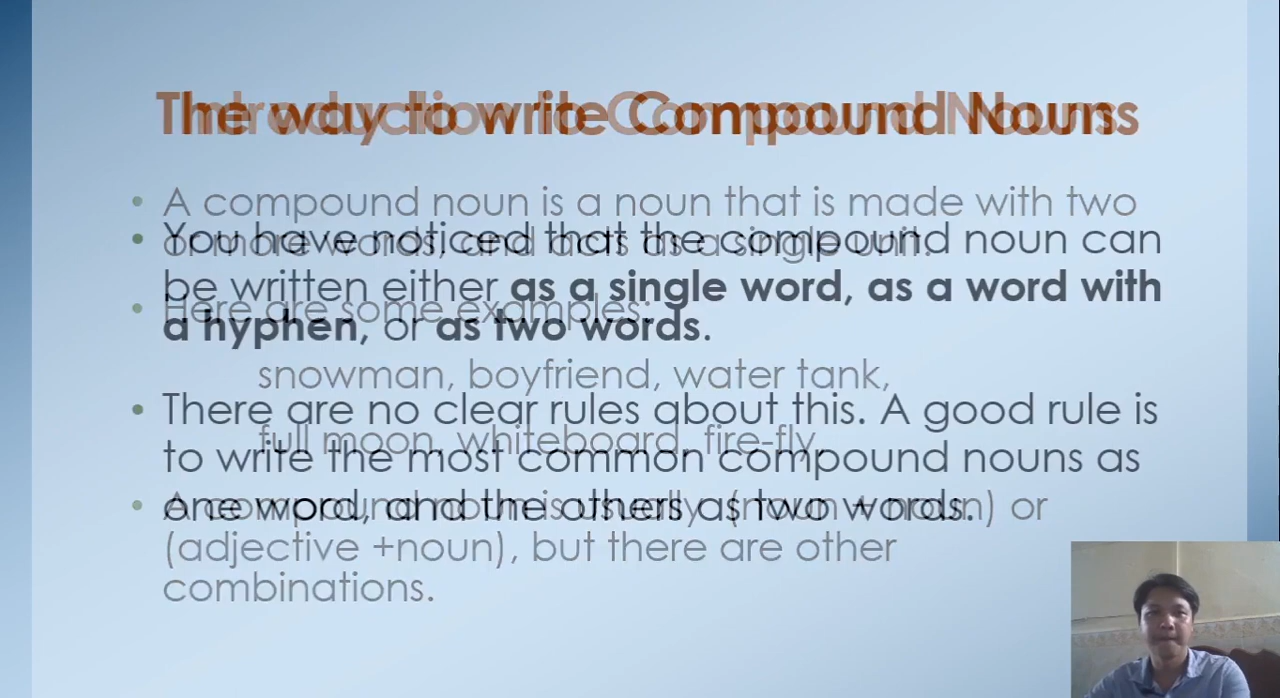 The way to write Compound Nouns
Introduction to Compound Nouns
• A compound noun is a noun that is made with two
or more words, and acts as a single unit.
• You have noticed that the compound noun can
be written either as a single word, as a word with
• Here are some examples:
a hyphen, or as two words.
snowman, boyfriend, water tank,
• There are no clear rules about this. A good rule is
full moon, whiteboard, fire-fly,
to write the most common compound nouns as
• A compound noun is usually (noun + noun) or
one word, and the others as two words.
(adjective +noun), but there are other
combinations.